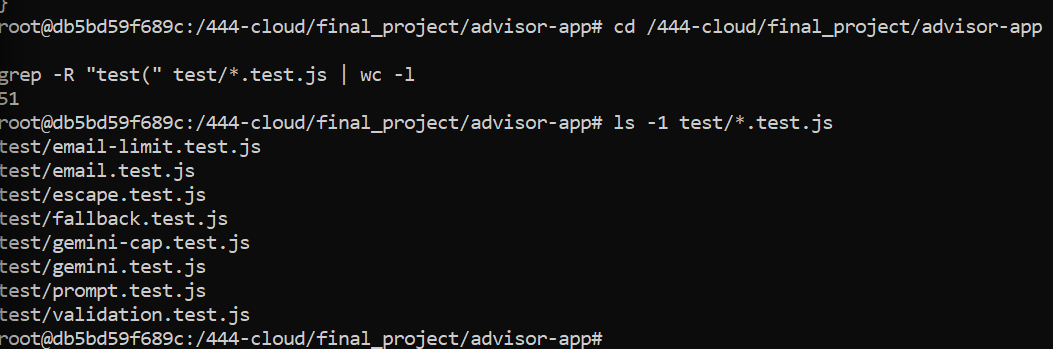 }
root@db5bd59f689c:/444-cloud/final_project/advisor-app# cd /444-cloud/final_project/advisor-app
grep -R "test(" test/*.test.js | wc -l
51
root@db5bd59f689c:/444-cloud/final_project/advisor-app# ls -1 test/*.test.js
test/email-limit.test.js
test/email.test.js
test/escape.test.js
test/fallback.test.js
test/gemini-cap.test.js
test/gemini.test.js
test/prompt.test.js
test/validation.test.js
root@db5bd59f689c:/444-cloud/final_project/advisor-app#